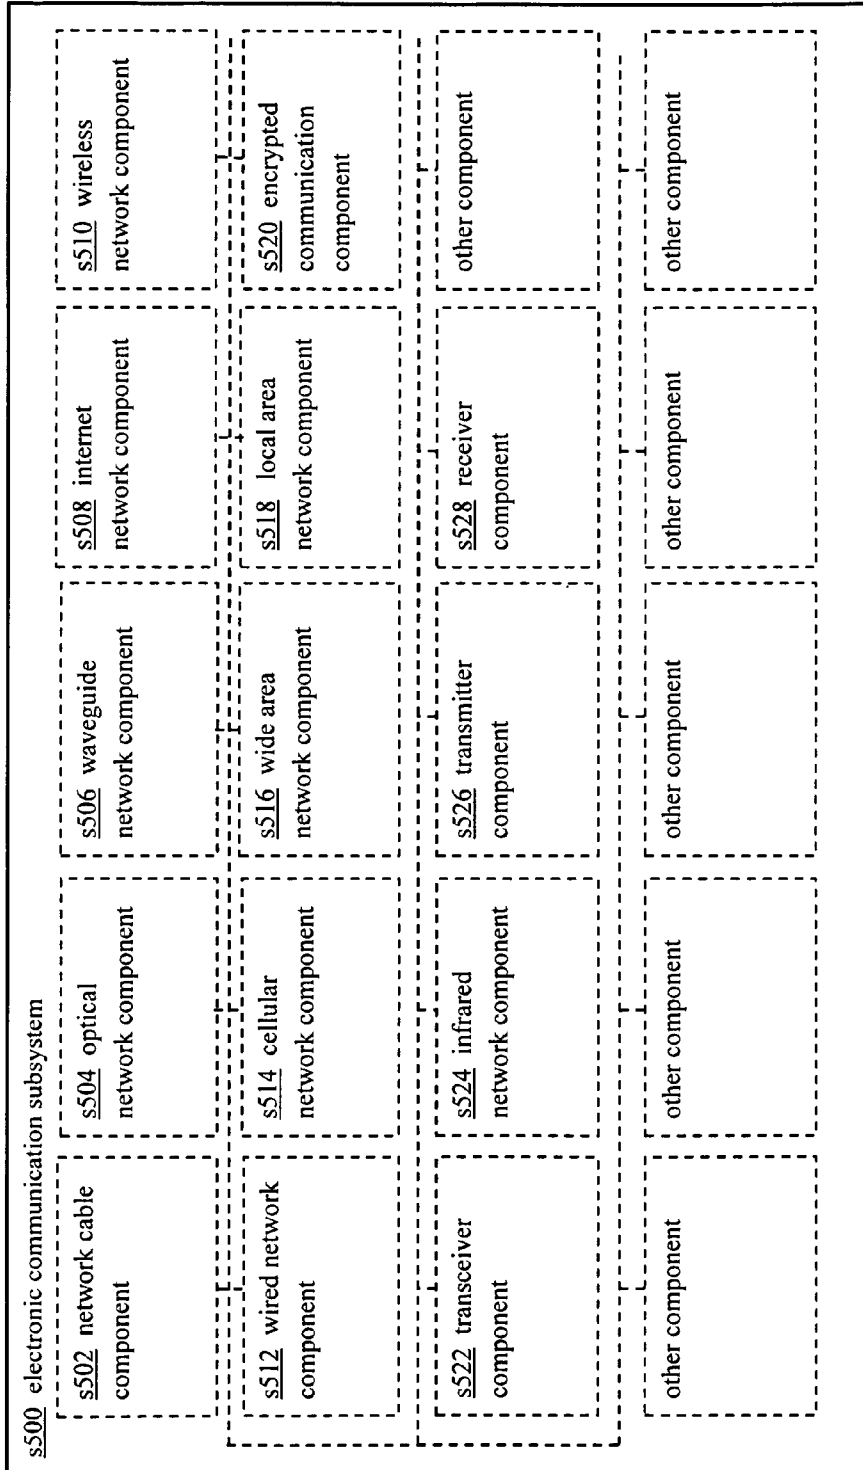 s500 electronic communication subsystem
s502 network cable
component
s504 optical
network component
s506 waveguide
network component
s508 internet
network component
s510 wireless
network component
s512 wired network
component
s514 cellular
network component
s516 wide area
network component
s518 local area
network component
s520 encrypted
communication
component
s522 transceiver
component
s524 infrared
network component
s526 transmitter
component
s528 receiver
component
other component
other component
other component
other component
other component
other component